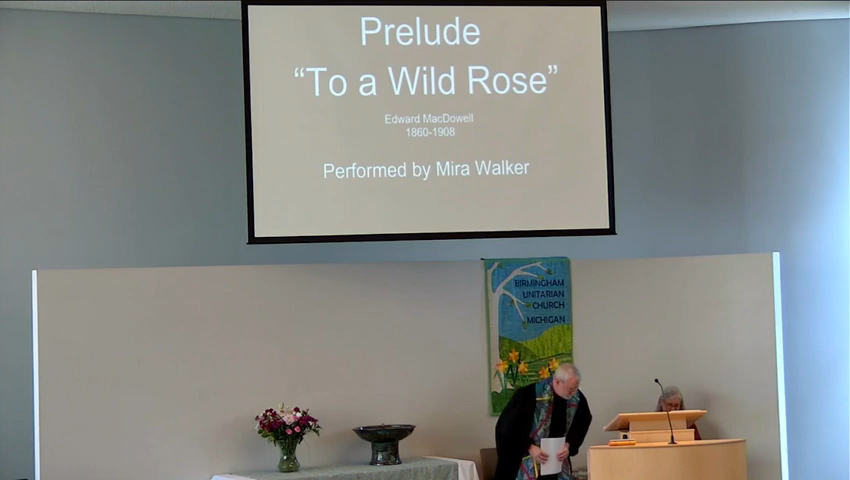 Prelude
“To a Wild Rose”
Edward MacDowell
1860-1908
Performed by Mira Walker
BIRMINGHAM
UNITARIAN
CHURCH
MICHIGAN